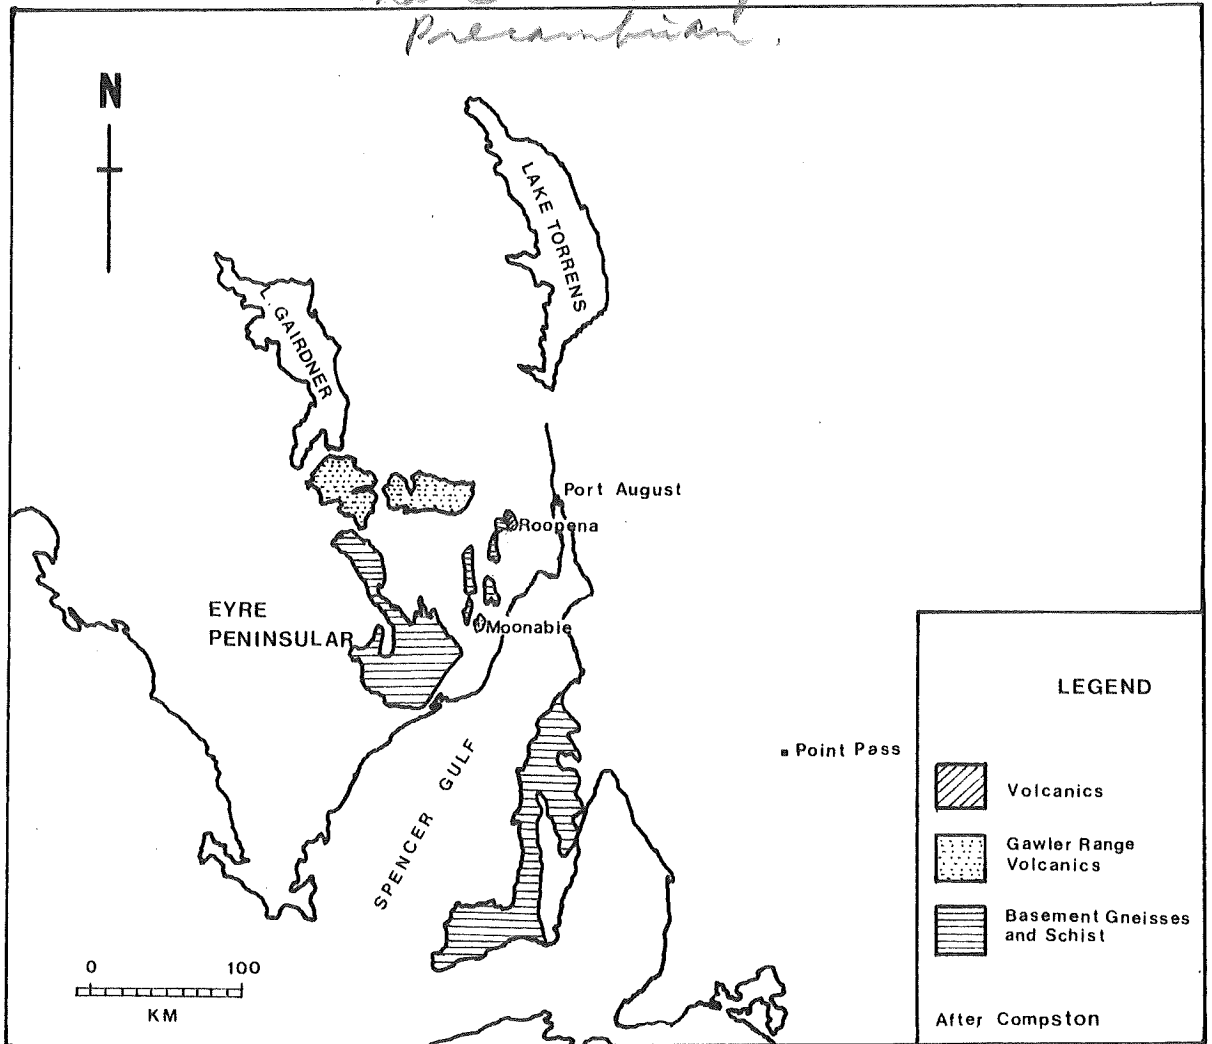 Precambrian.
N
LAKE TORRENS
L. GAIRDNER
Port August
Roopena
EYRE
PENINSULAR
Moonabie
SPENCER GULF
Point Pass
LEGEND
Volcanics
Gawler Range
Volcanics
Basement Gneisses
and Schist
After Compston
0 100
KM